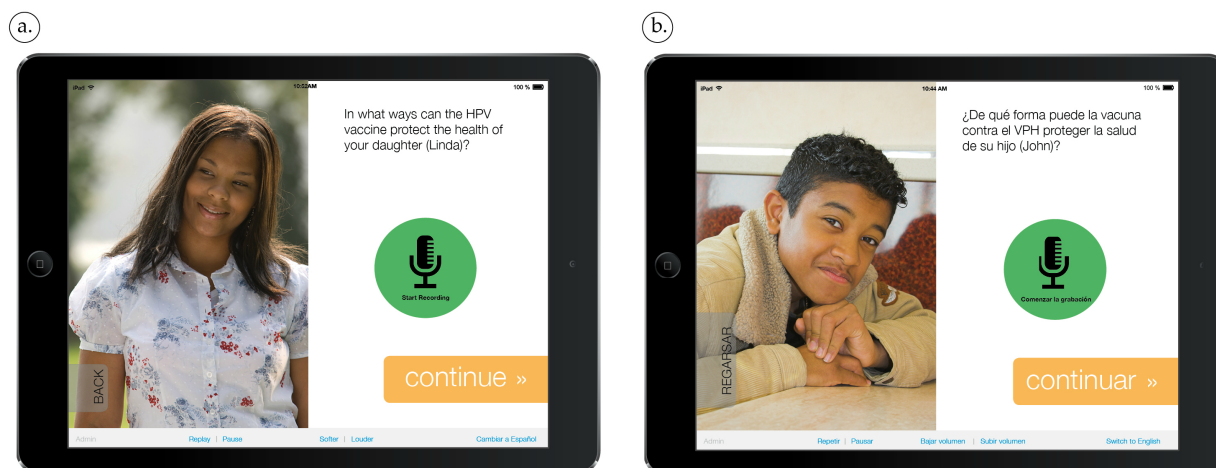 a.
iPad 10:52AM 100 %
In what ways can the HPV
vaccine protect the health of
your daughter (Linda)?
Start Recording
BACK
continue »
Admin Replay | Pause Softer | Louder Cambiar a Español
b.
iPad 10:44 AM 100 %
¿De qué forma puede la vacuna
contra el VPH proteger la salud
de su hijo (John)?
Comenzar la grabación
REGARSAR
continuar »
Admin Repetir | Pausar Bajar volumen | Subir volumen Switch to English